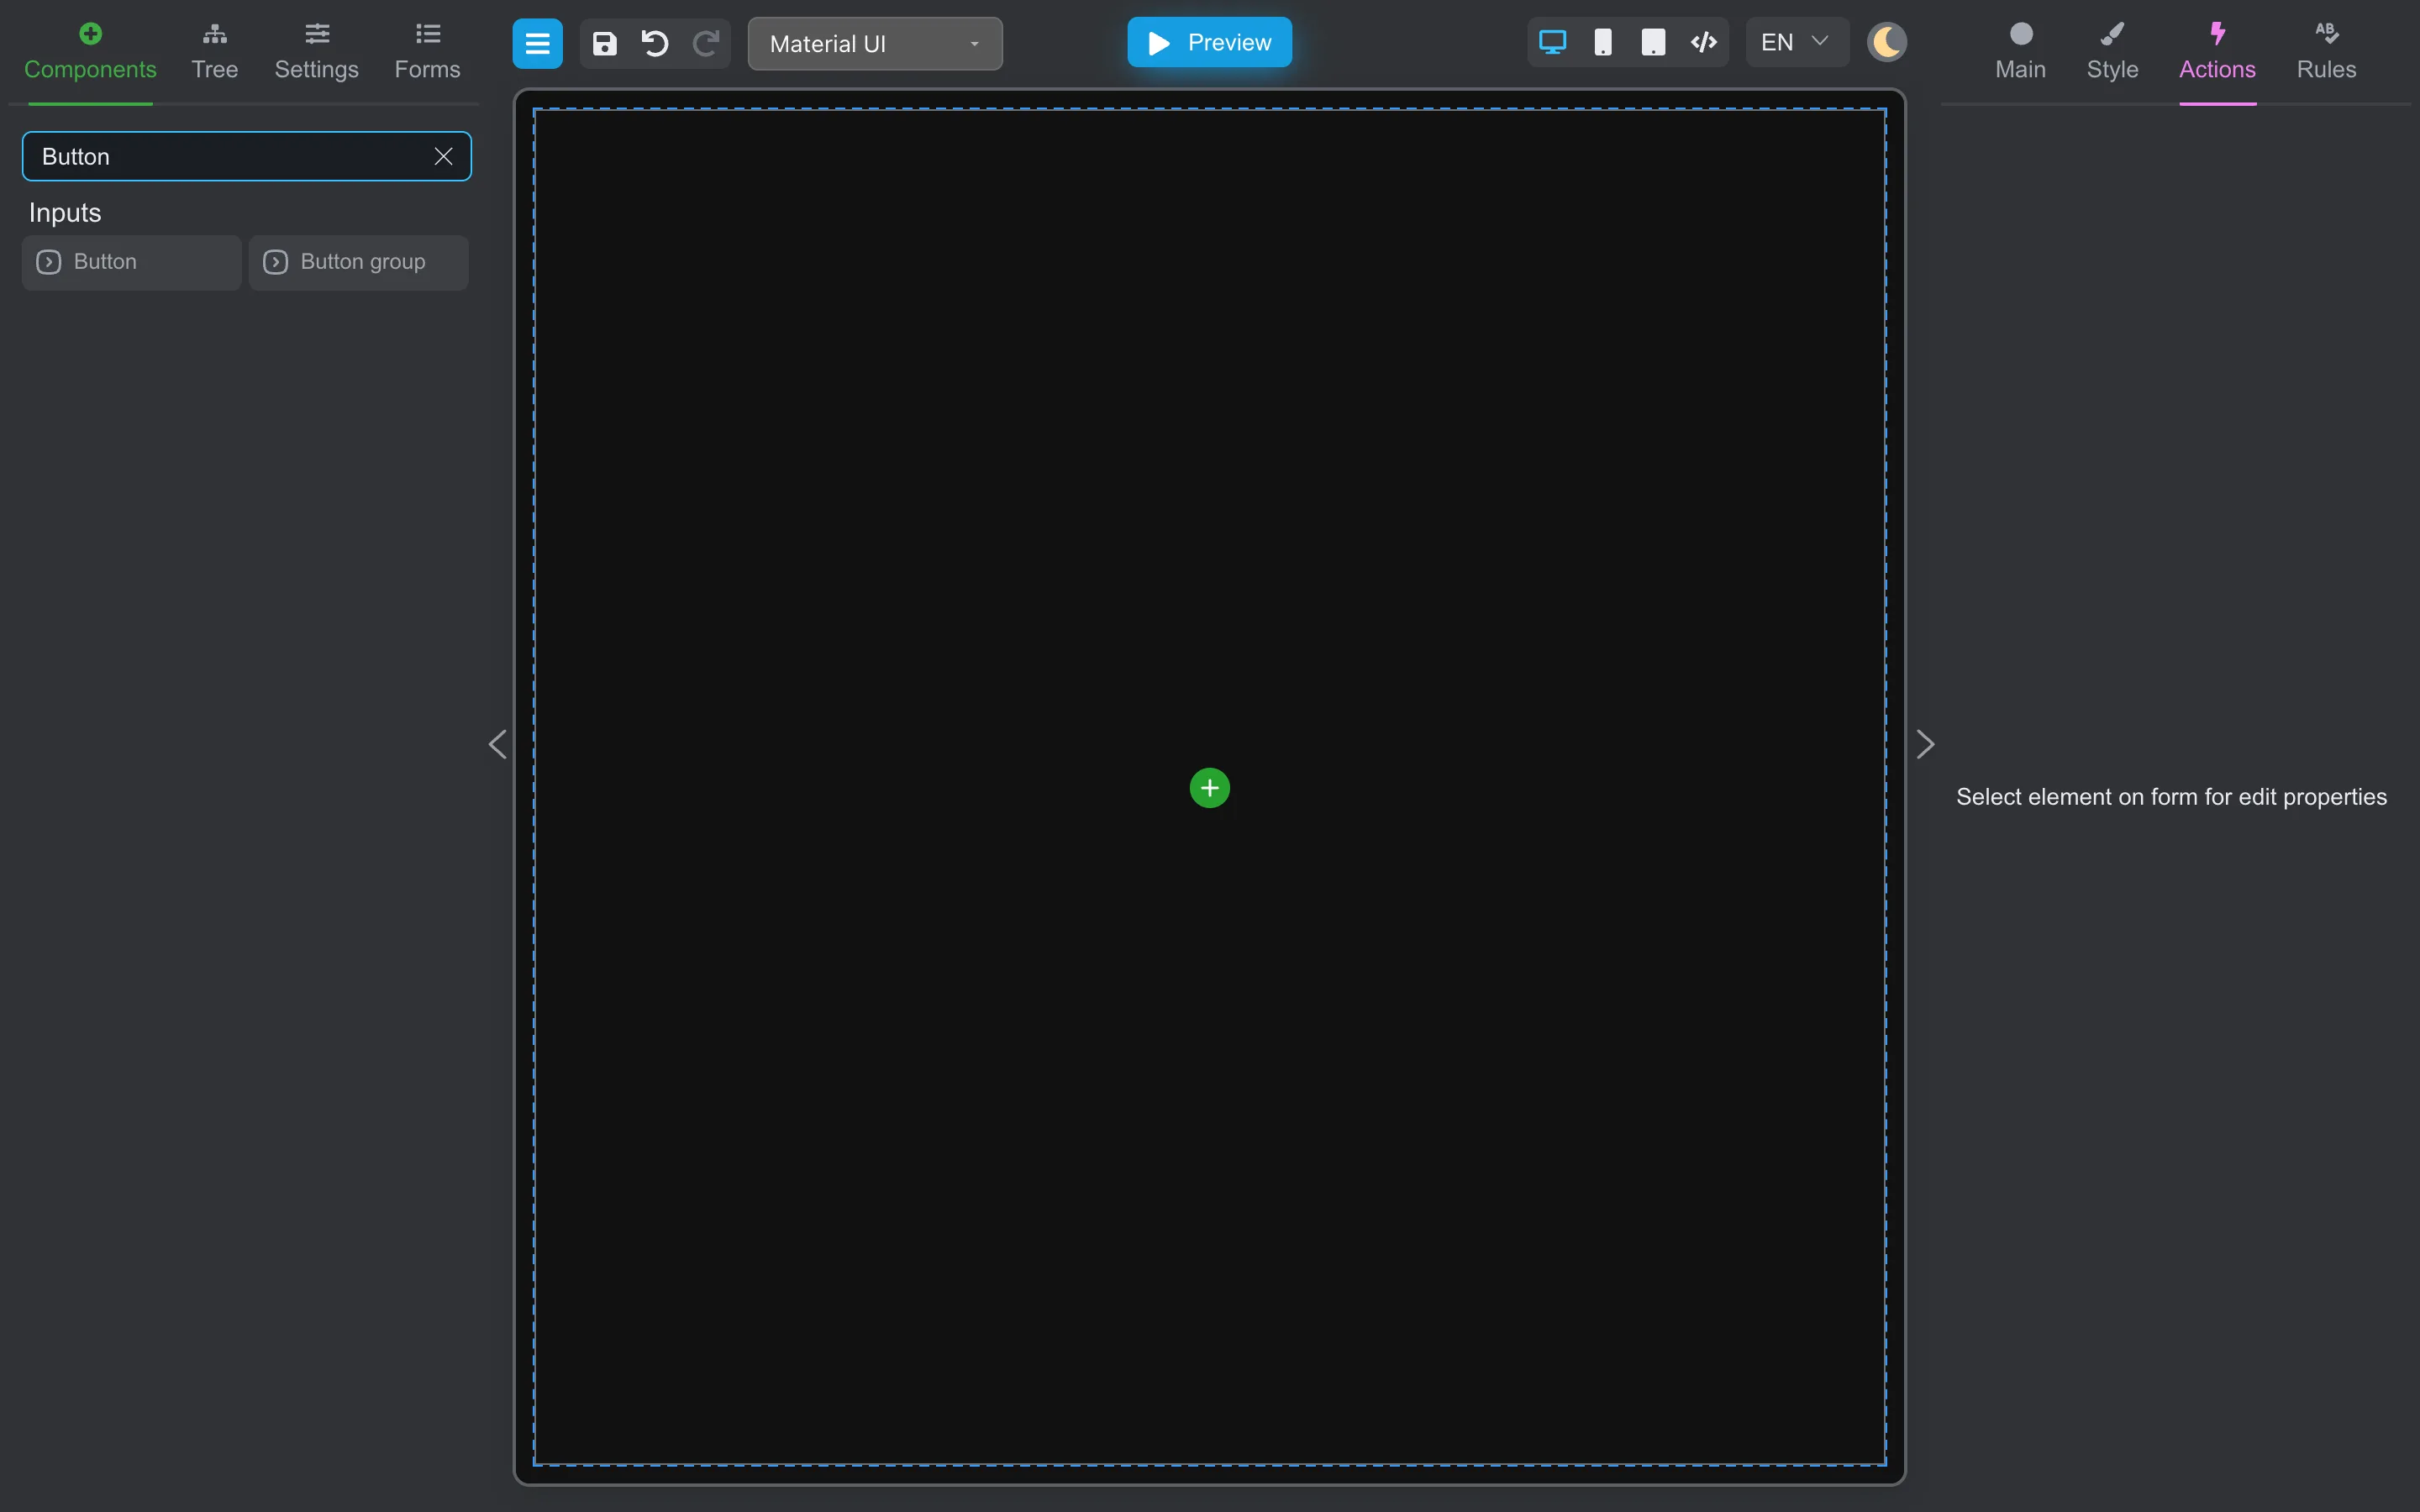 Components Tree Settings Forms
Material UI
Preview
EN
Main Style Actions Rules
AB
Button
Inputs
Button
Button group
Select element on form for edit properties